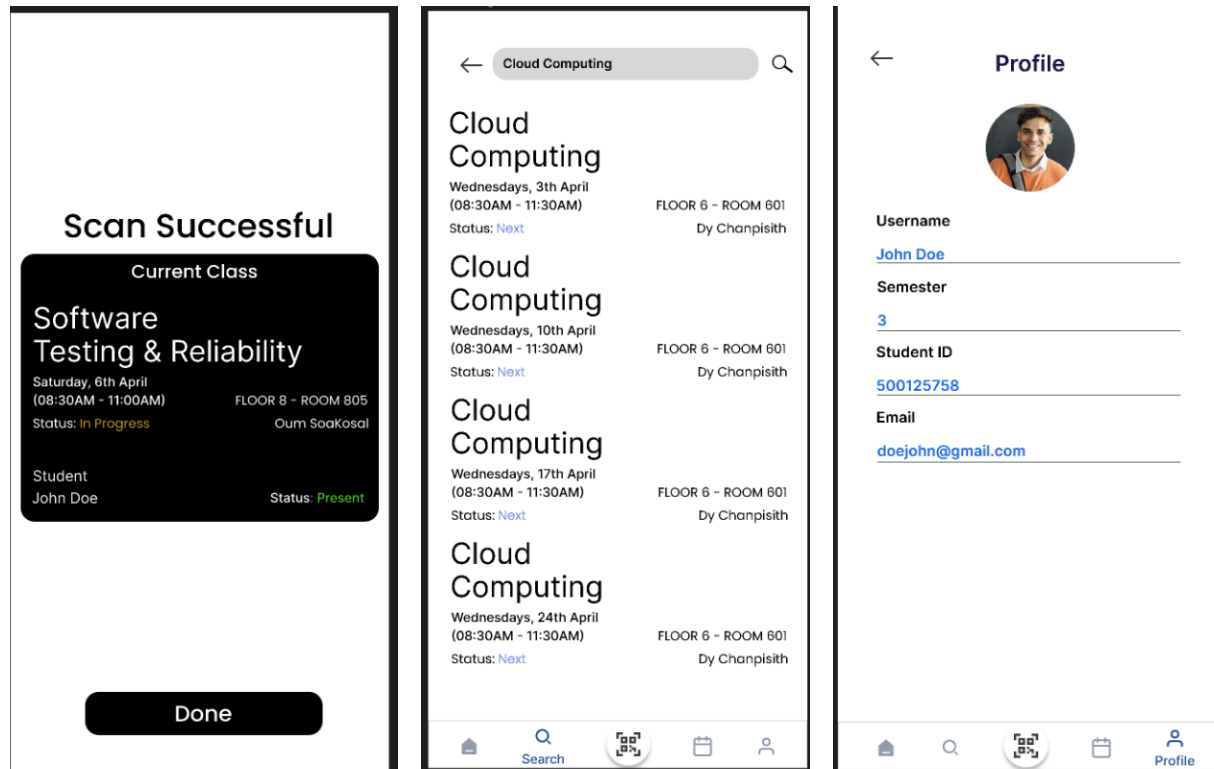 Scan Successful
Current Class
Software
Testing & Reliability
Saturday, 6th April
(08:30AM - 11:00AM) FLOOR 8 - ROOM 805
Status: In Progress Oum SoaKosal
Student
John Doe Status: Present
Done
Cloud Computing
Cloud
Computing
Wednesdays, 3th April
(08:30AM - 11:30AM) FLOOR 6 - ROOM 601
Status: Next Dy Chanpisith
Cloud
Computing
Wednesdays, 10th April
(08:30AM - 11:30AM) FLOOR 6 - ROOM 601
Status: Next Dy Chanpisith
Cloud
Computing
Wednesdays, 17th April
(08:30AM - 11:30AM) FLOOR 6 - ROOM 601
Status: Next Dy Chanpisith
Cloud
Computing
Wednesdays, 24th April
(08:30AM - 11:30AM) FLOOR 6 - ROOM 601
Status: Next Dy Chanpisith
Search
Profile
Username
John Doe
Semester
3
Student ID
500125758
Email
doejohn@gmail.com
Profile